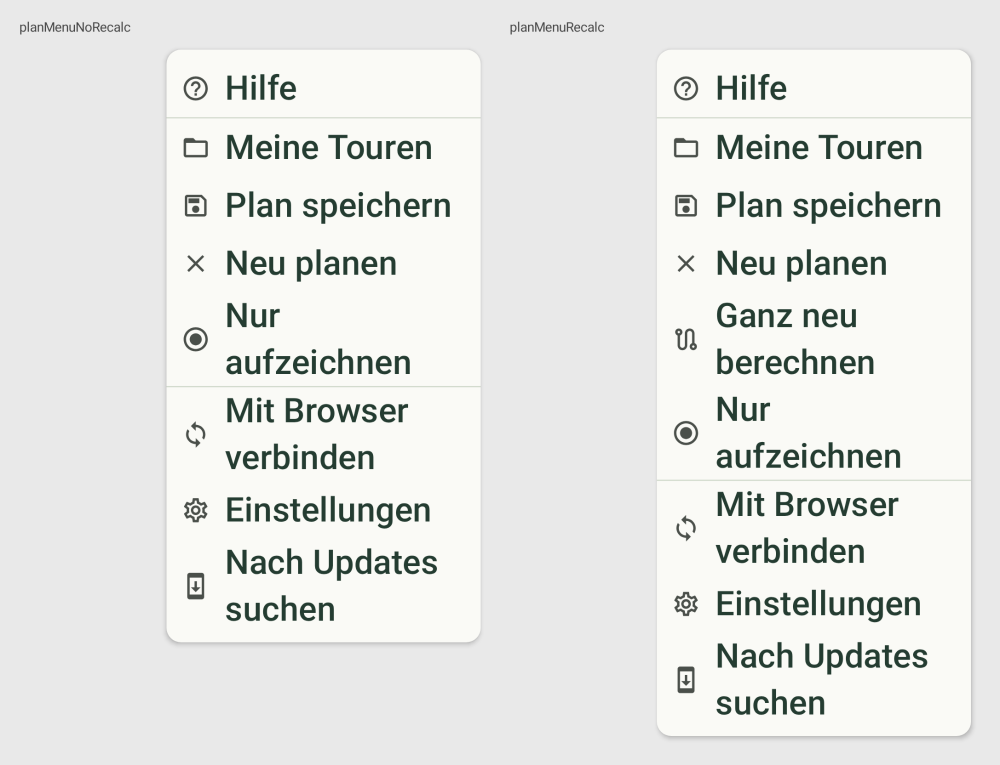 planMenuNoRecalc
Hilfe
Meine Touren
Plan speichern
Neu planen
Nur
aufzeichnen
Mit Browser
verbinden
Einstellungen
Nach Updates
suchen
planMenuRecalc
Hilfe
Meine Touren
Plan speichern
Neu planen
Ganz neu
berechnen
Nur
aufzeichnen
Mit Browser
verbinden
Einstellungen
Nach Updates
suchen